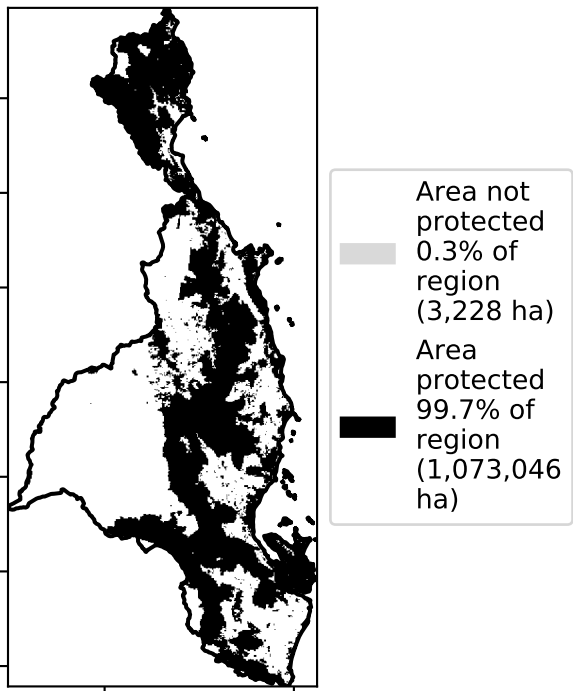 Area not
protected
0.3% of
region
(3,228 ha)
Area
protected
99.7% of
region
(1,073,046
ha)